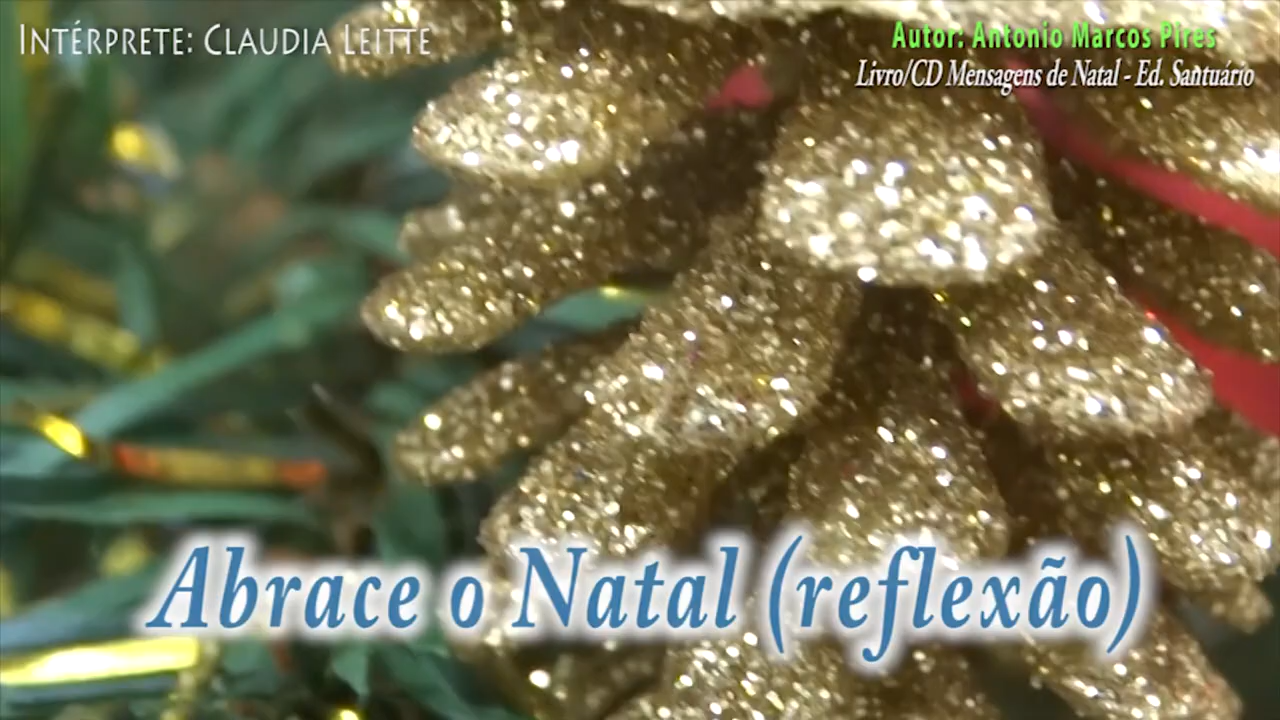 INTÉRPRETE: CLAUDIA LEITTE
Autor: Antonio Marcos Pires
Livro/CD Mensagens de Natal - Ed. Santuário
Abrace o Natal (reflexão)